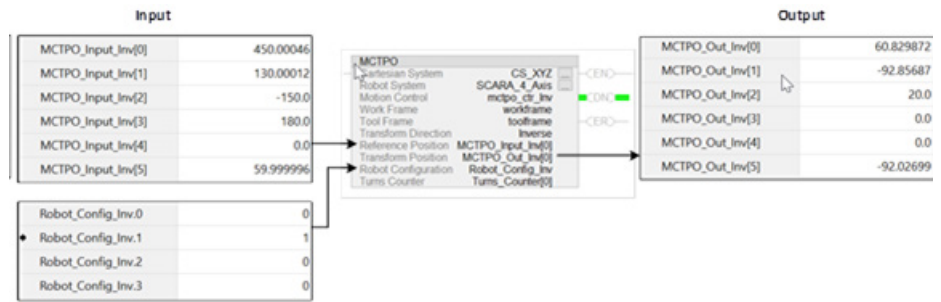 Input
Output
MCTPO_Input_Inv[0] 450.00046
MCTPO_Input_Inv[1] 130.00012
MCTPO_Input_Inv[2] -150.0
MCTPO_Input_Inv[3] 180.0
MCTPO_Input_Inv[4] 0.0
MCTPO_Input_Inv[5] 59.999996
Robot_Config_Inv.0 0
Robot_Config_Inv.1 1
Robot_Config_Inv.2 0
Robot_Config_Inv.3 0
MCTPO
Cartesian System CS_XYZ ...
Robot System SCARA_4_Axis ...
Motion Control mctpo_ctr_Inv
Work Frame workframe
Tool Frame toolframe
Transform Direction Inverse
Reference Position MCTPO_Input_Inv[0]
Transform Position MCTPO_Out_Inv[0]
Robot Configuration Robot_Config_Inv
Turns Counter Turns_Counter[0]
CEN
CDN
CER
MCTPO_Out_Inv[0] 60.829872
MCTPO_Out_Inv[1] -92.85687
MCTPO_Out_Inv[2] 20.0
MCTPO_Out_Inv[3] 0.0
MCTPO_Out_Inv[4] 0.0
MCTPO_Out_Inv[5] -92.02699